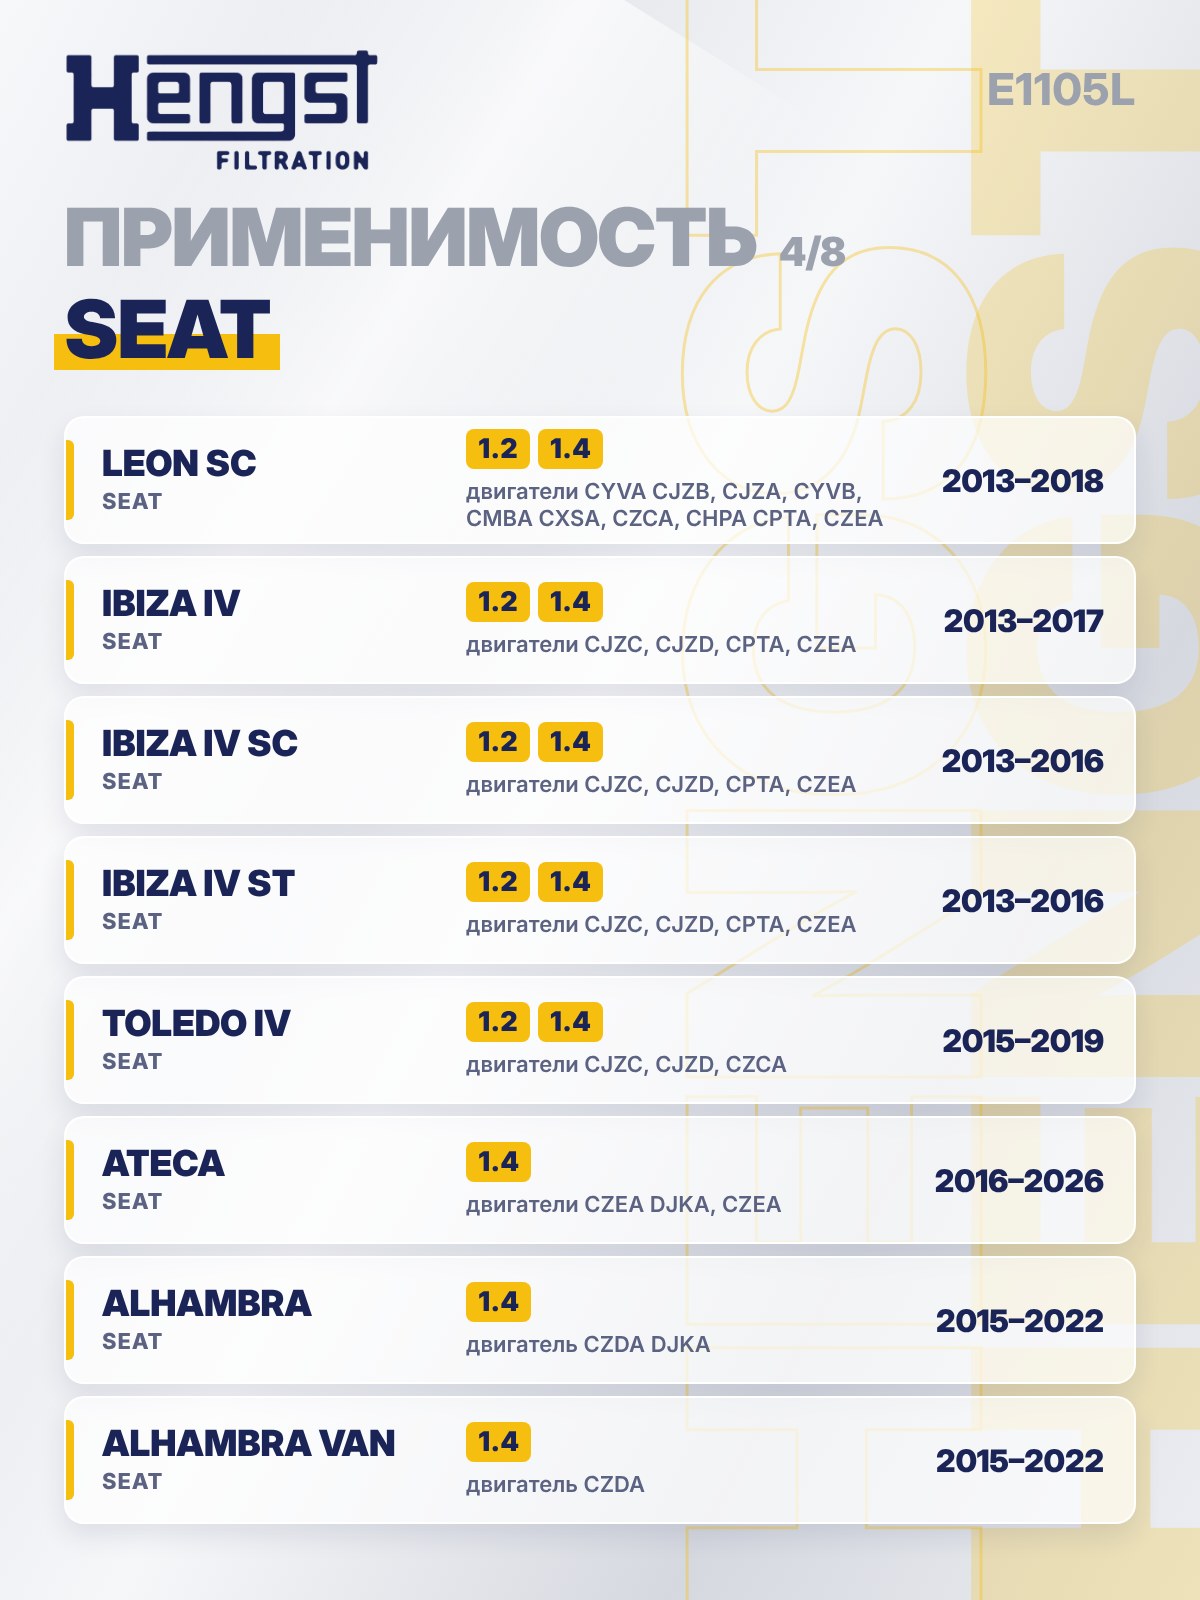 Hengst
FILTRATION
E1105L
ПРИМЕНИМОСТЬ 4/8
SEAT
LEON SC
SEAT
1.2 1.4
двигатели CYVA CJZB, CJZA, CYVB,
CMBA CXSA, CZCA, CHPA CPTA, CZEA
2013–2018
IBIZA IV
SEAT
1.2 1.4
двигатели CJZC, CJZD, CPTA, CZEA
2013–2017
IBIZA IV SC
SEAT
1.2 1.4
двигатели CJZC, CJZD, CPTA, CZEA
2013–2016
IBIZA IV ST
SEAT
1.2 1.4
двигатели CJZC, CJZD, CPTA, CZEA
2013–2016
TOLEDO IV
SEAT
1.2 1.4
двигатели CJZC, CJZD, CZCA
2015–2019
ATECA
SEAT
1.4
двигатели CZEA DJKA, CZEA
2016–2026
ALHAMBRA
SEAT
1.4
двигатель CZDA DJKA
2015–2022
ALHAMBRA VAN
SEAT
1.4
двигатель CZDA
2015–2022
HENGST
HENGST